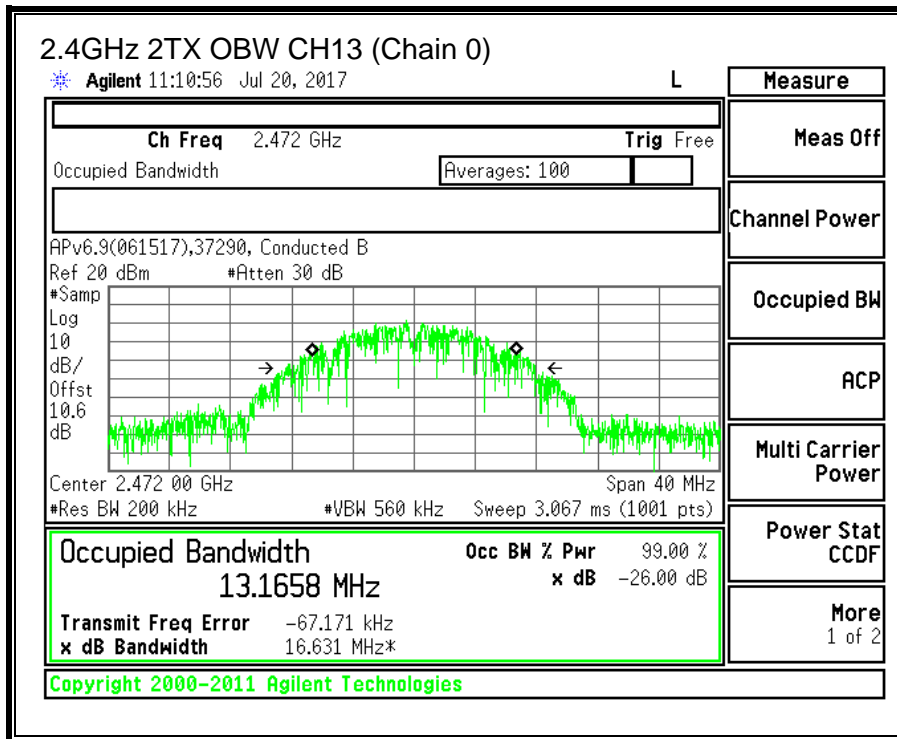 2.4GHz 2TX OBW CH13 (Chain 0)
Agilent 11:10:56 Jul 20, 2017 L
Measure
Ch Freq 2.472 GHz Trig Free
Occupied Bandwidth Averages: 100
APv6.9(061517),37290, Conducted B
Ref 20 dBm #Atten 30 dB
#Samp
Log
10
dB/
Offst
10.6
dB
Center 2.472 00 GHz Span 40 MHz
#Res BW 200 kHz #VBW 560 kHz Sweep 3.067 ms (1001 pts)
Occupied Bandwidth Occ BW % Pwr 99.00 %
13.1658 MHz x dB -26.00 dB
Transmit Freq Error -67.171 kHz
x dB Bandwidth 16.631 MHz*
Copyright 2000-2011 Agilent Technologies
Meas Off
Channel Power
Occupied BW
ACP
Multi Carrier
Power
Power Stat
CCDF
More
1 of 2